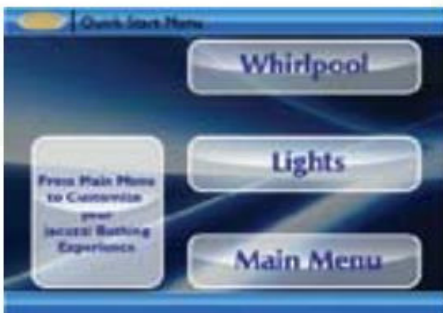 Quick Start Menu
Whirlpool
Lights
Press Main Menu
to Customize
your
Jacuzzi Bathing
Experience
Main Menu